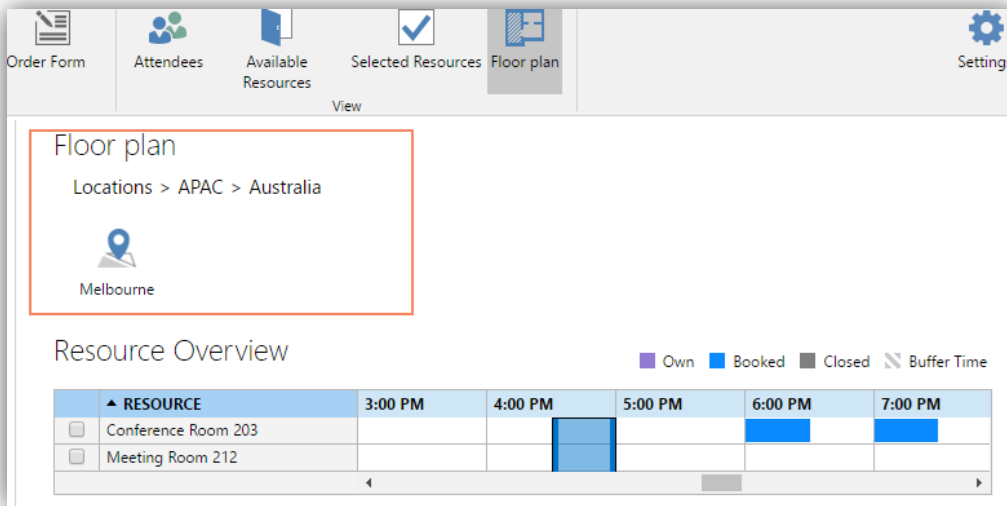 Order Form
Attendees
Available
Resources
Selected Resources
Floor plan
Setting
View
Floor plan
Locations > APAC > Australia
Melbourne
Resource Overview
Own Booked Closed Buffer Time
RESOURCE 3:00 PM 4:00 PM 5:00 PM 6:00 PM 7:00 PM
Conference Room 203
Meeting Room 212